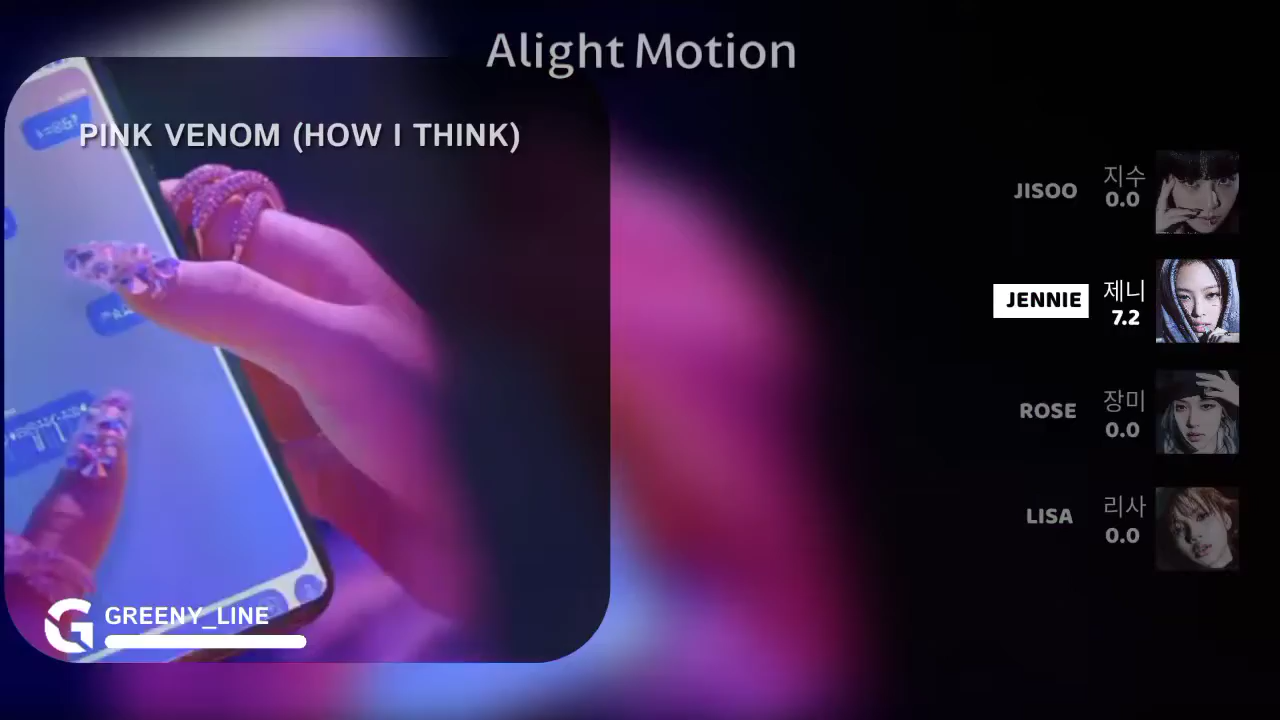 Alight Motion
PINK VENOM (HOW I THINK)
JISOO
지수
0.0
JENNIE
제니
7.2
ROSE
장미
0.0
LISA
리사
0.0
GREENY_LINE